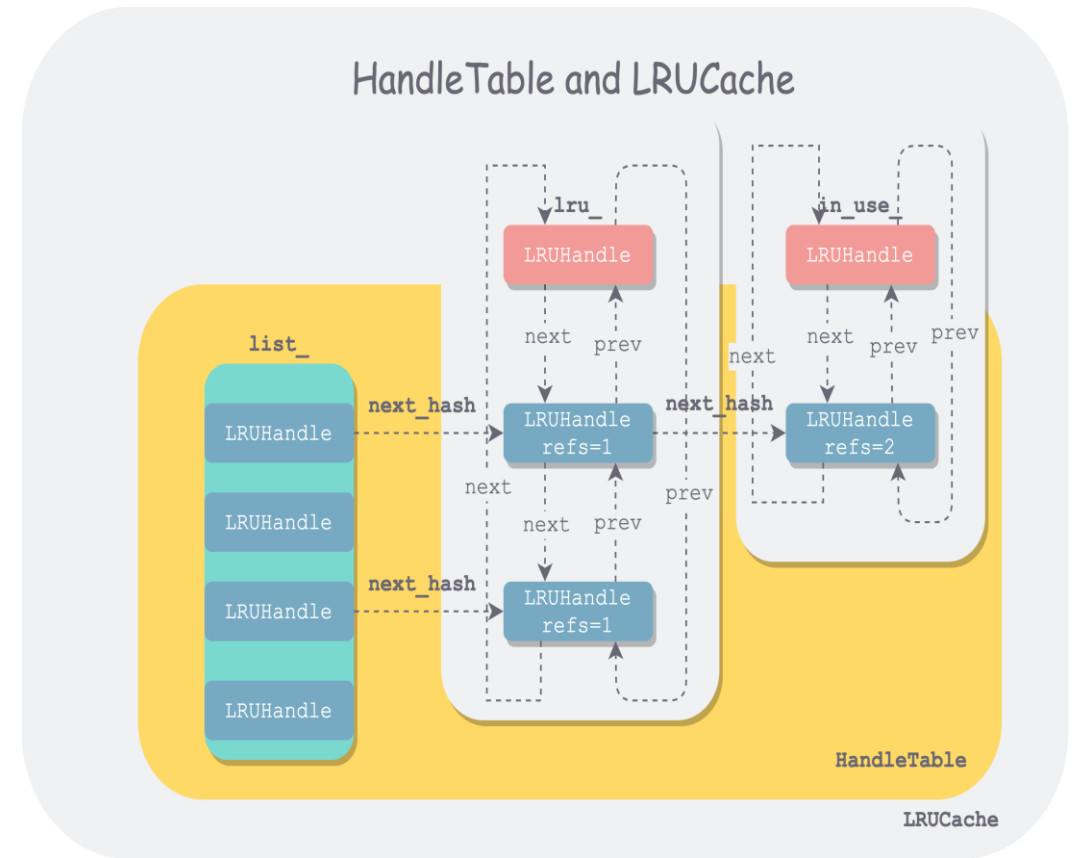 HandleTable and LRUCache
lru_
in_use_
LRUHandle
LRUHandle
next
prev
next
prev
next
prev
list_
next_hash
next_hash
LRUHandle
LRUHandle
refs=1
LRUHandle
refs=2
next
prev
LRUHandle
next
prev
next_hash
LRUHandle
LRUHandle
refs=1
LRUHandle
HandleTable
LRUCache